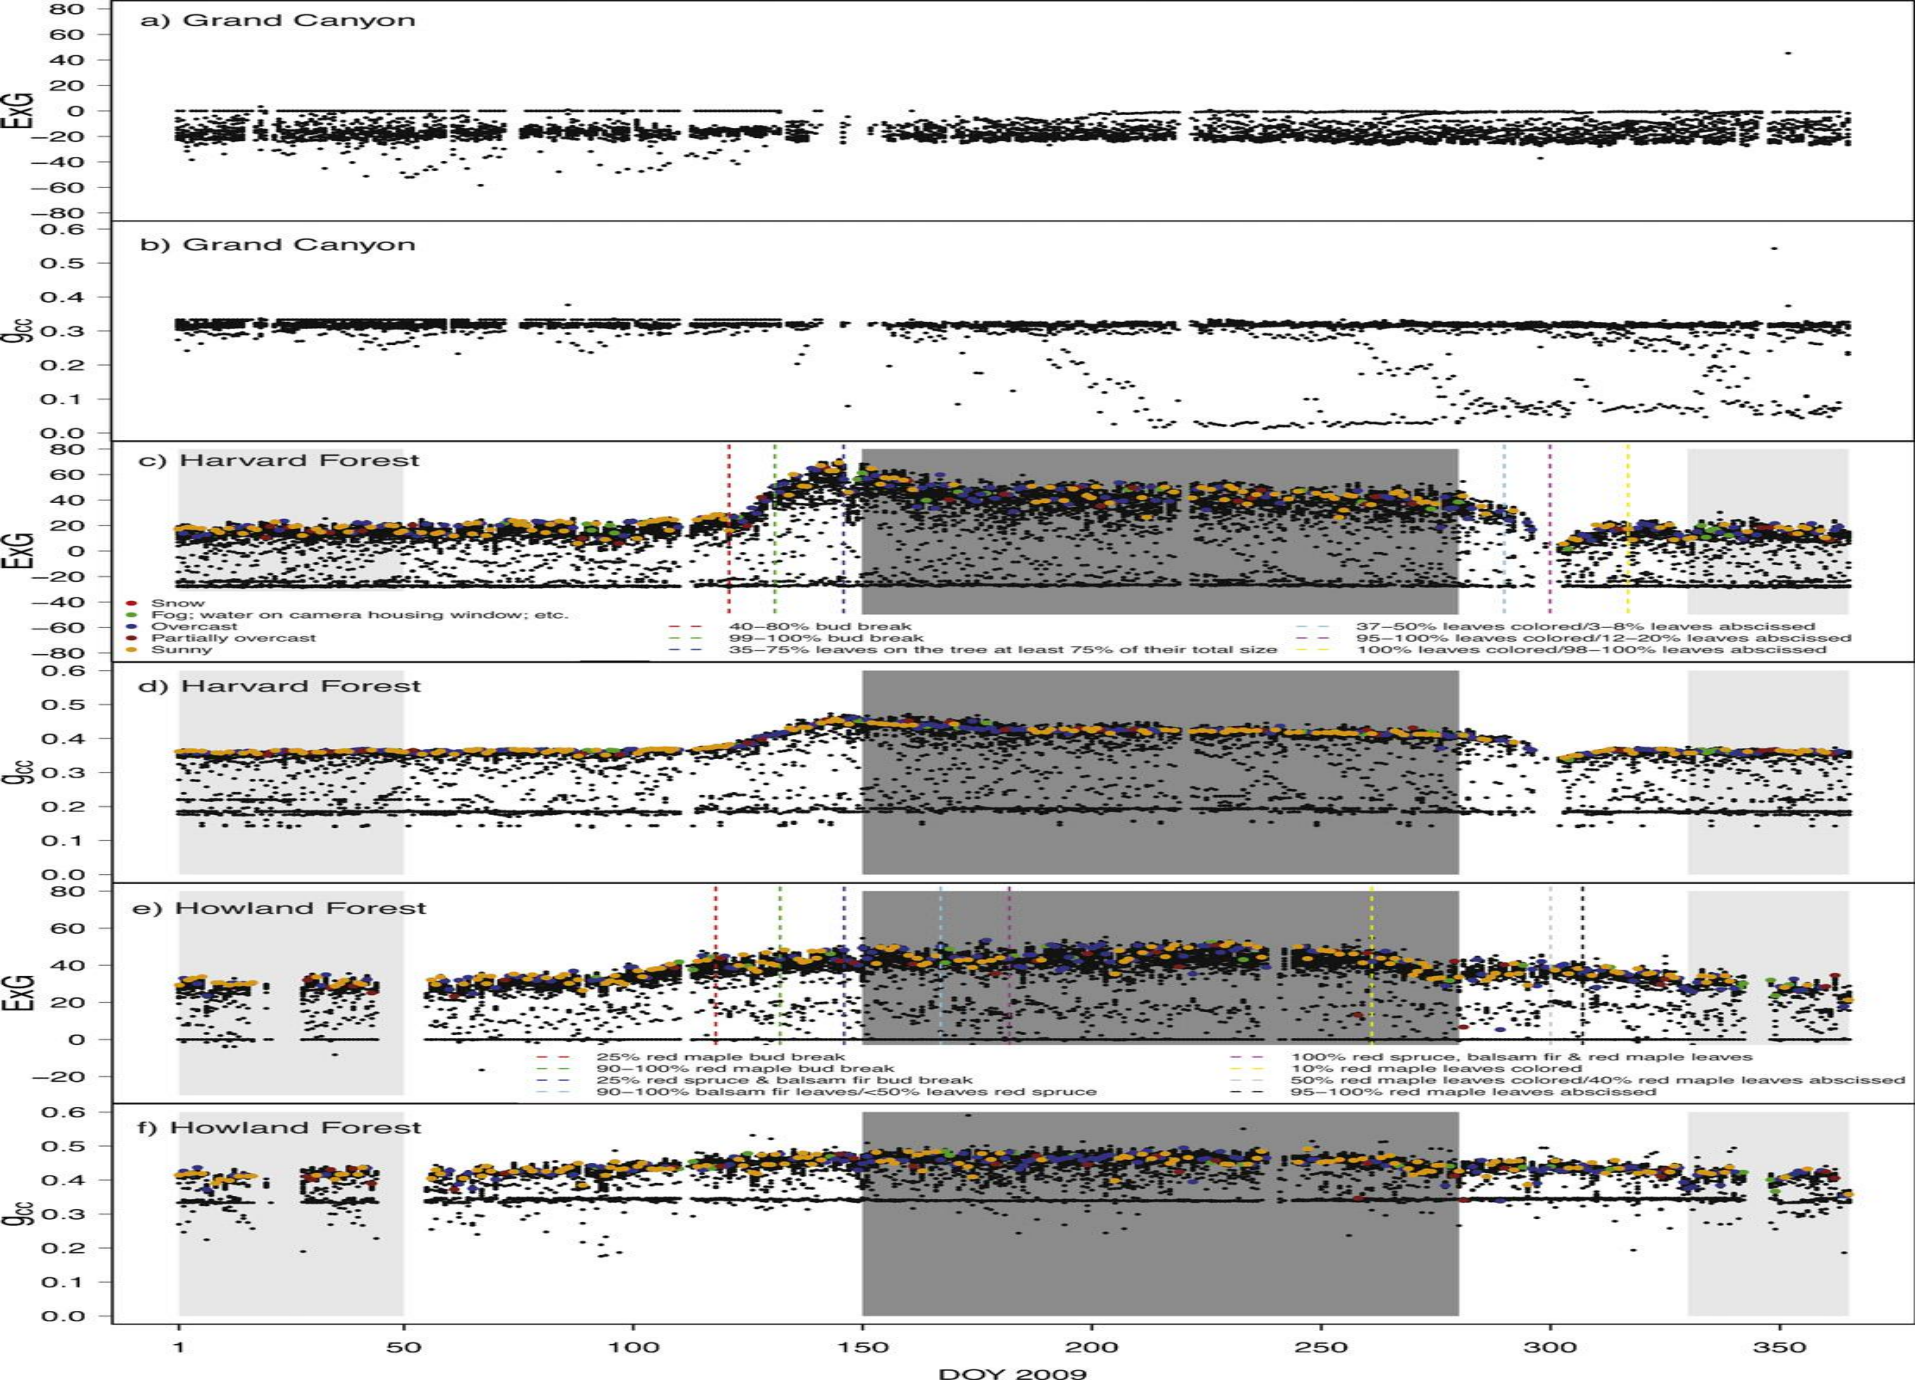 a) Grand Canyon
ExG
80
60
40
20
0
−20
−40
−60
−80
b) Grand Canyon
gcc
0.6
0.5
0.4
0.3
0.2
0.1
0.0
c) Harvard Forest
ExG
80
60
40
20
0
−20
−40
−60
−80
Snow
Fog; water on camera housing window; etc.
Overcast
Partially overcast
Sunny
40−80% bud break
99−100% bud break
35−75% leaves on the tree at least 75% of their total size
37−50% leaves colored/3−8% leaves abscissed
95−100% leaves colored/12−20% leaves abscissed
100% leaves colored/98−100% leaves abscissed
d) Harvard Forest
gcc
0.6
0.5
0.4
0.3
0.2
0.1
0.0
e) Howland Forest
ExG
80
60
40
20
0
−20
25% red maple bud break
90−100% red maple bud break
25% red spruce & balsam fir bud break
90−100% balsam fir leaves/<50% leaves red spruce
100% red spruce, balsam fir & red maple leaves
10% red maple leaves colored
50% red maple leaves colored/40% red maple leaves abscissed
95−100% red maple leaves abscissed
f) Howland Forest
gcc
0.6
0.5
0.4
0.3
0.2
0.1
0.0
1 50 100 150 200 250 300 350
DOY 2009